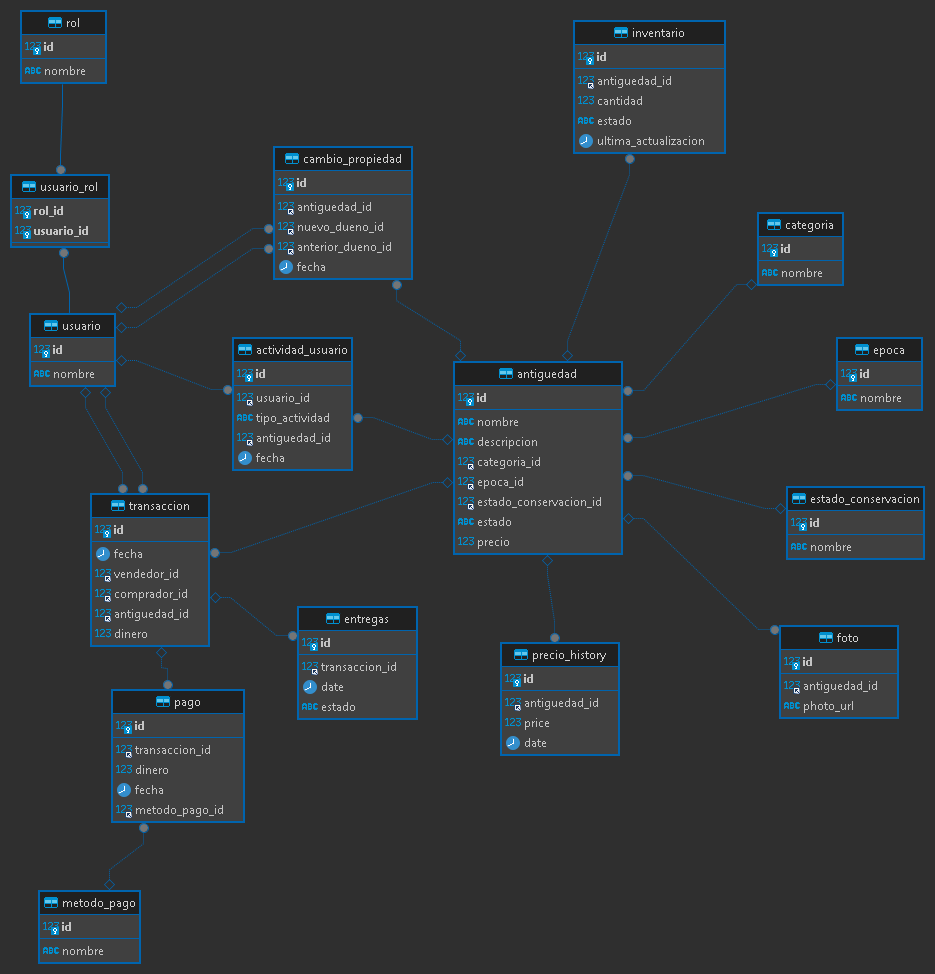 rol
123 id
ABC nombre
inventario
123 id
123 antiguedad_id
123 cantidad
ABC estado
ultima_actualizacion
cambio_propiedad
123 id
123 antiguedad_id
123 nuevo_dueno_id
123 anterior_dueno_id
fecha
usuario_rol
123 rol_id
123 usuario_id
categoria
123 id
ABC nombre
usuario
123 id
ABC nombre
actividad_usuario
123 id
123 usuario_id
ABC tipo_actividad
123 antiguedad_id
fecha
antiguedad
123 id
ABC nombre
ABC descripcion
123 categoria_id
123 epoca_id
123 estado_conservacion_id
ABC estado
123 precio
epoca
123 id
ABC nombre
estado_conservacion
123 id
ABC nombre
transaccion
123 id
fecha
123 vendedor_id
123 comprador_id
123 antiguedad_id
123 dinero
entregas
123 id
123 transaccion_id
date
ABC estado
precio_history
123 id
123 antiguedad_id
123 price
date
foto
123 id
123 antiguedad_id
ABC photo_url
pago
123 id
123 transaccion_id
123 dinero
fecha
123 metodo_pago_id
metodo_pago
123 id
ABC nombre